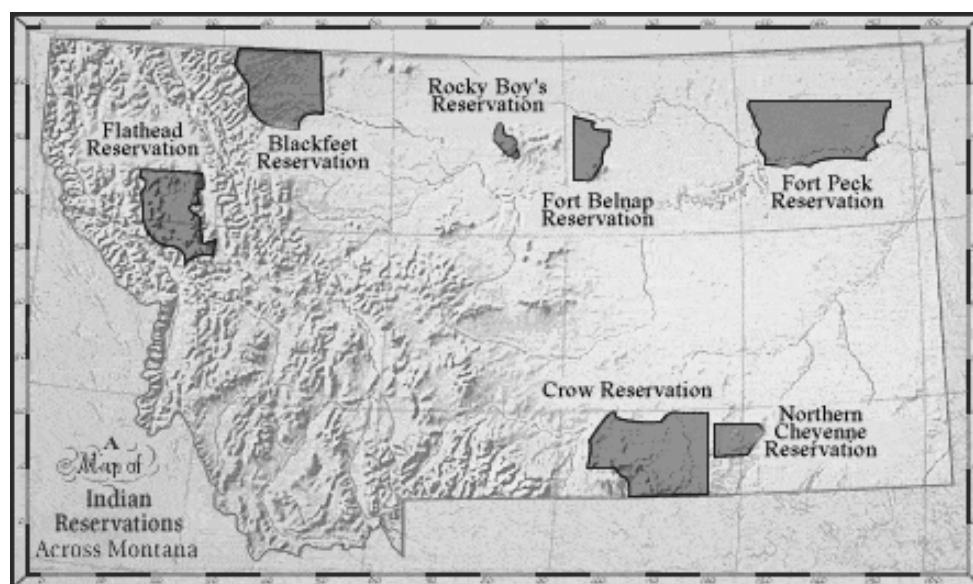 Rocky Boy's
Reservation
Flathead
Reservation
Blackfeet
Reservation
Fort Belnap
Reservation
Fort Peck
Reservation
Crow Reservation
Northern
Cheyenne
Reservation
A
Map of
Indian
Reservations
Across Montana